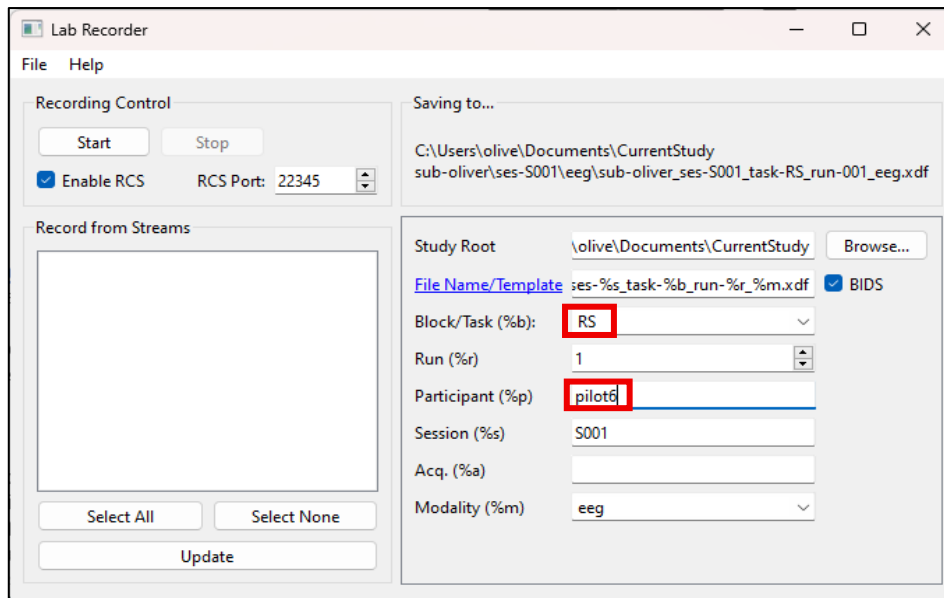 Lab Recorder
File Help
Recording Control
Start Stop
Enable RCS RCS Port: 22345
Record from Streams
Select All Select None
Update
Saving to...
C:\Users\olive\Documents\CurrentStudy
sub-oliver\ses-S001\eeg\sub-oliver_ses-S001_task-RS_run-001_eeg.xdf
Study Root \olive\Documents\CurrentStudy Browse...
File Name/Template ses-%s_task-%b_run-%r_%m.xdf BIDS
Block/Task (%b): RS
Run (%r) 1
Participant (%p) pilot6
Session (%s) S001
Acq. (%a)
Modality (%m) eeg